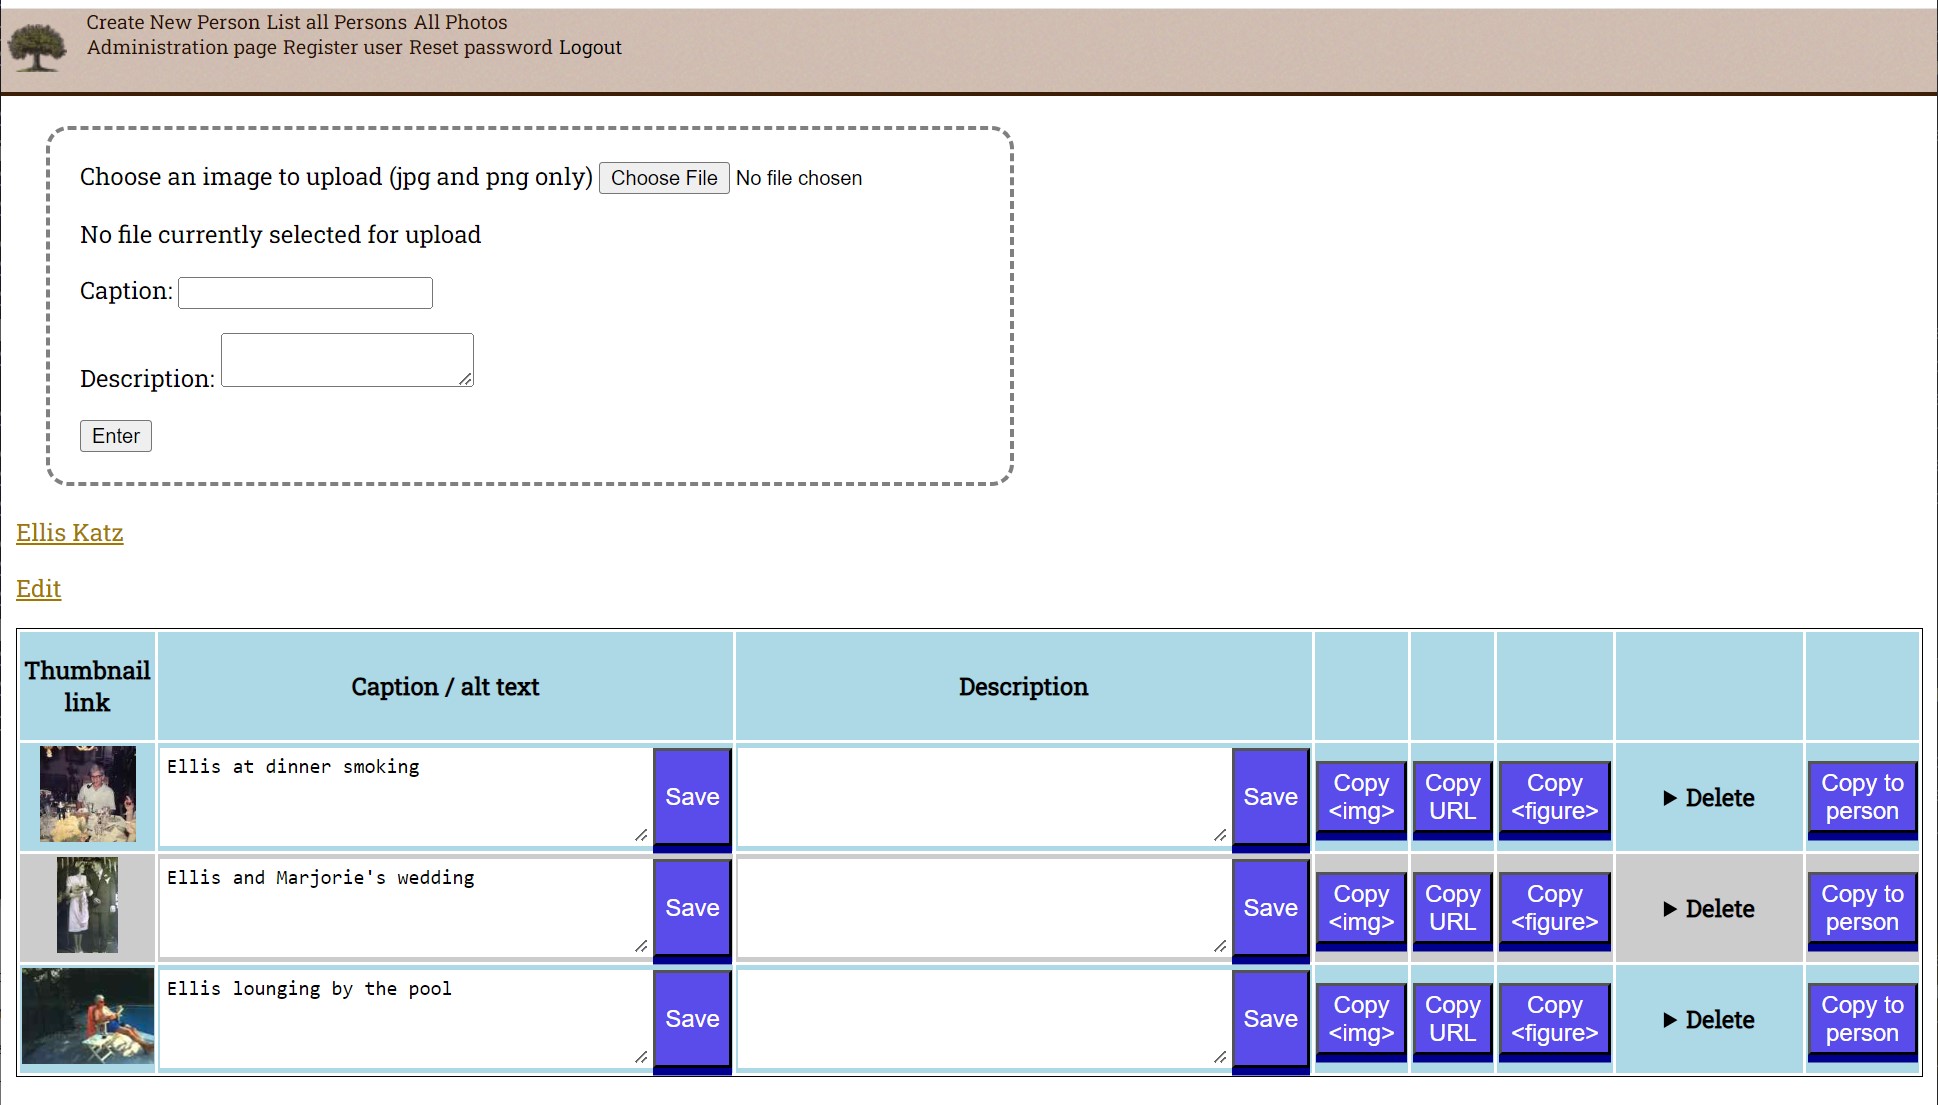 Create New Person List all Persons All Photos
Administration page Register user Reset password Logout
Choose an image to upload (jpg and png only) Choose File No file chosen
No file currently selected for upload
Caption:
Description:
Enter
Ellis Katz
Edit
Thumbnail link Caption / alt text Description
Ellis at dinner smoking Save Save Copy <img> Copy URL Copy <figure> ▶ Delete Copy to person
Ellis and Marjorie's wedding Save Save Copy <img> Copy URL Copy <figure> ▶ Delete Copy to person
Ellis lounging by the pool Save Save Copy <img> Copy URL Copy <figure> ▶ Delete Copy to person